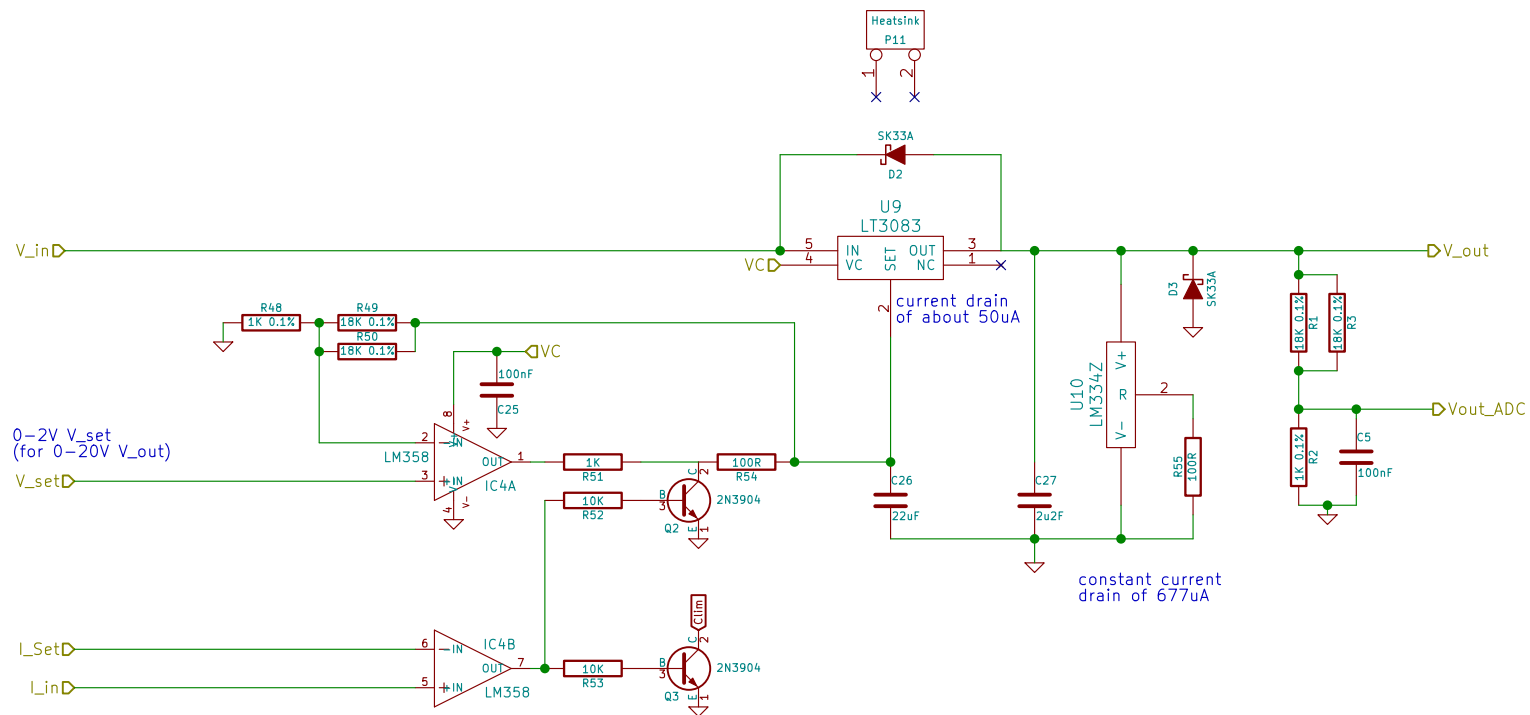 Heatsink
P11
1
2
SK33A
D2
U9
LT3083
V_in
5
IN
SET
OUT
3
V_out
VC
4
VC
NC
1
2
current drain
of about 50uA
D3
SK33A
R48
1K 0.1%
R49
18K 0.1%
R50
18K 0.1%
VC
100nF
C25
18K 0.1%
R1
18K 0.1%
R3
U10
LM334Z
V+
R
V-
2
R55
100R
Vout_ADC
0-2V V_set
(for 0-20V V_out)
V_set
8
V+
2
-IN
LM358
3
+IN
OUT
1
IC4A
4
V-
1K
R51
100R
R54
10K
R52
B
3
C
2
E
1
2N3904
Q2
C26
22uF
C27
2u2F
1K 0.1%
R2
C5
100nF
constant current
drain of 677uA
Clim
I_Set
6
-IN
IC4B
OUT
7
I_in
5
+IN
LM358
10K
R53
B
3
C
2
E
1
2N3904
Q3